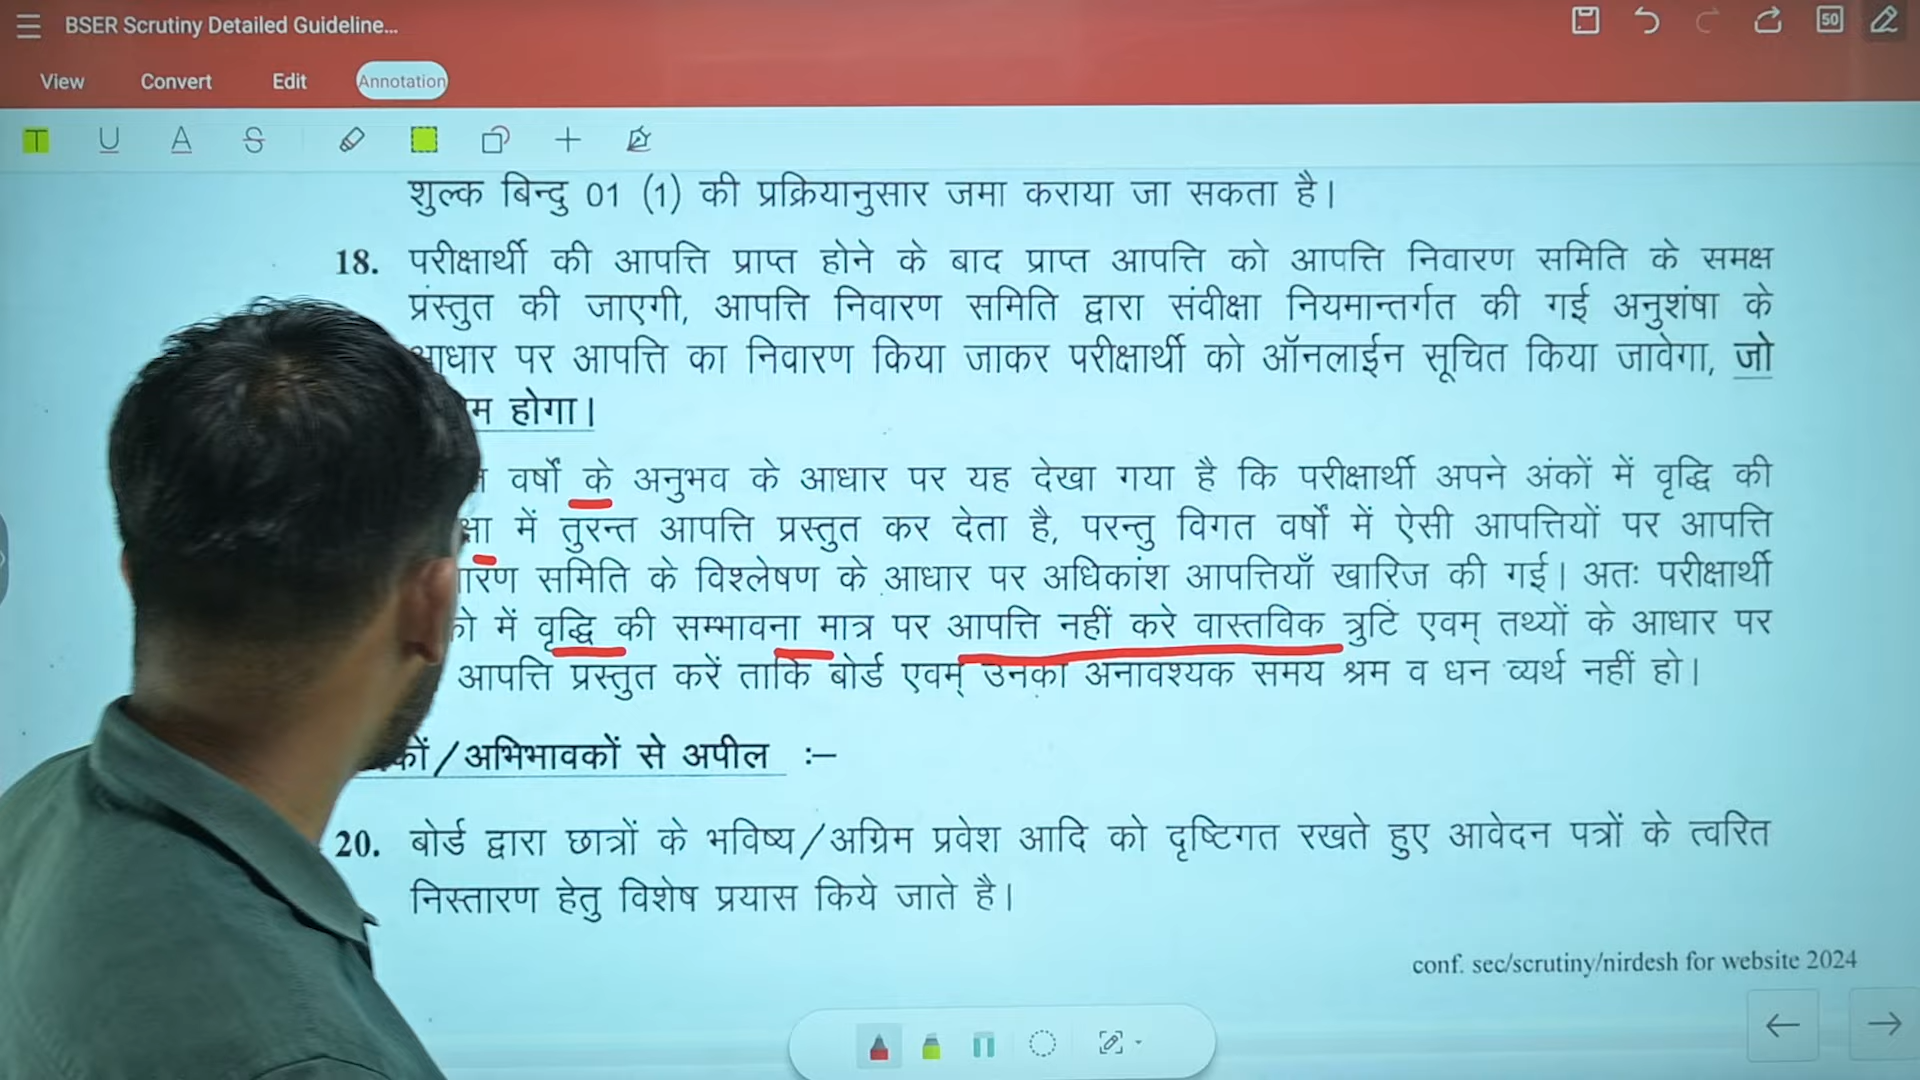 BSER Scrutiny Detailed Guideline...
50
View Convert Edit Annotation
T U A S
शुल्क बिन्दु 01 (1) की प्रक्रियानुसार जमा कराया जा सकता है।
18. परीक्षार्थी की आपत्ति प्राप्त होने के बाद प्राप्त आपत्ति को आपत्ति निवारण समिति के समक्ष
प्रंस्तुत की जाएगी, आपत्ति निवारण समिति द्वारा संवीक्षा नियमान्तर्गत की गई अनुशंषा के
आधार पर आपत्ति का निवारण किया जाकर परीक्षार्थी को ऑनलाईन सूचित किया जावेगा, जो
होगा।
वर्षों के अनुभव के आधार पर यह देखा गया है कि परीक्षार्थी अपने अंकों में वृद्धि की
में तुरन्त आपत्ति प्रस्तुत कर देता है, परन्तु विगत वर्षों में ऐसी आपत्तियों पर आपत्ति
समिति के विश्लेषण के आधार पर अधिकांश आपत्तियाँ खारिज की गई। अतः परीक्षार्थी
में वृद्धि की सम्भावना मात्र पर आपत्ति नहीं करे वास्तविक त्रुटि एवम् तथ्यों के आधार पर
आपत्ति प्रस्तुत करें ताकि बोर्ड एवम् उनका अनावश्यक समय श्रम व धन व्यर्थ नहीं हो।
/अभिभावकों से अपील :–
20. बोर्ड द्वारा छात्रों के भविष्य/अग्रिम प्रवेश आदि को दृष्टिगत रखते हुए आवेदन पत्रों के त्वरित
निस्तारण हेतु विशेष प्रयास किये जाते है।
conf. sec/scrutiny/nirdesh for website 2024